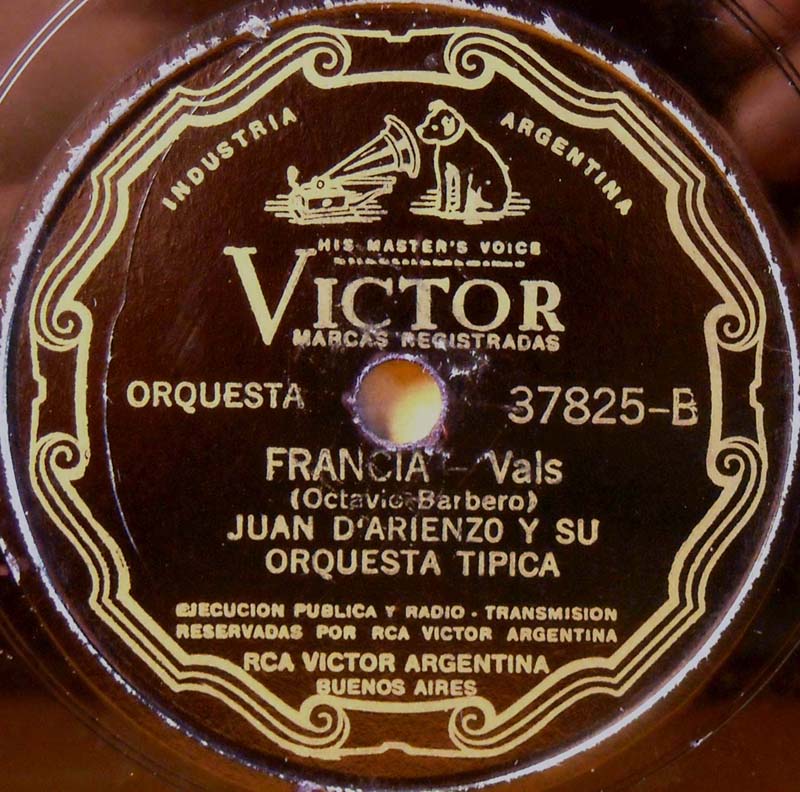 INDUSTRIA ARGENTINA
HIS MASTER'S VOICE
VICTOR
MARCAS REGISTRADAS
ORQUESTA 37825-B
FRANCIA - Vals
(Octavio Barbero)
JUAN D'ARIENZO Y SU
ORQUESTA TIPICA
EJECUCION PUBLICA Y RADIO - TRANSMISION
RESERVADAS POR RCA VICTOR ARGENTINA
RCA VICTOR ARGENTINA
BUENOS AIRES